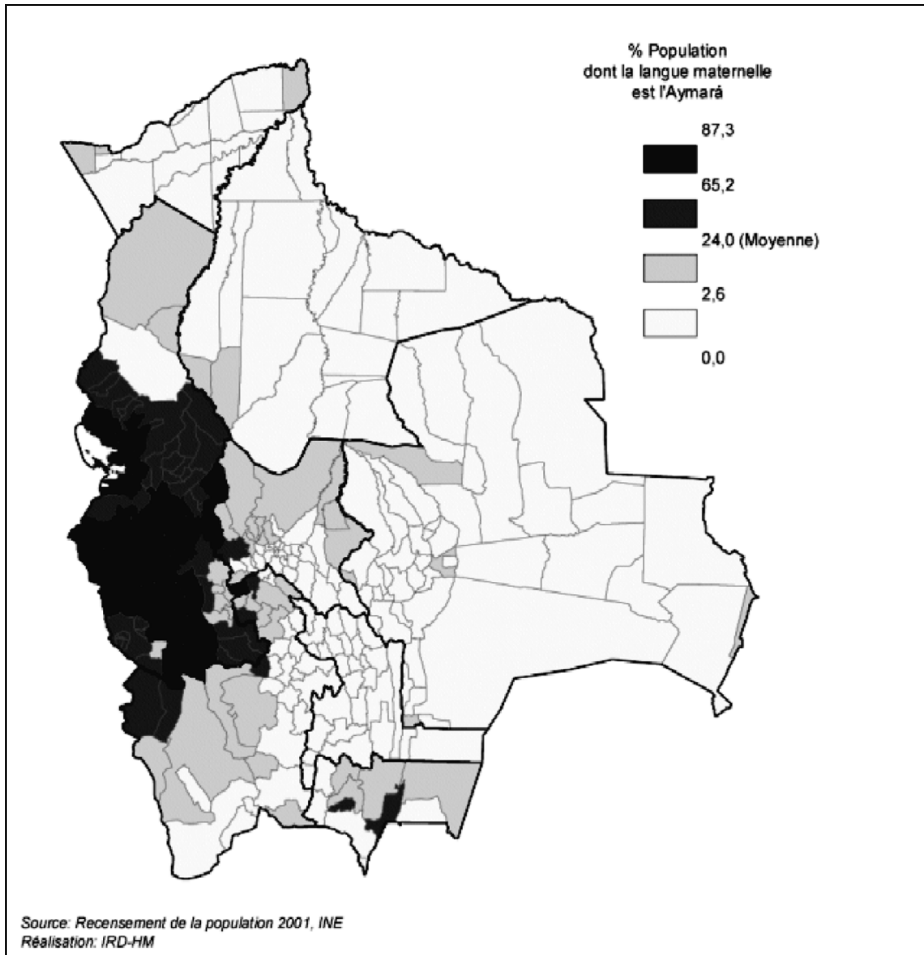 % Population
dont la langue maternelle
est l'Aymará
87,3
65,2
24,0 (Moyenne)
2,6
0,0
Source: Recensement de la population 2001, INE
Réalisation: IRD-HM